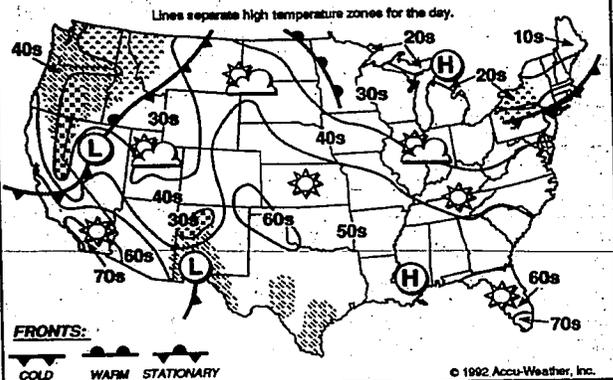 Lines separate high temperature zones for the day.
40s
20s
10s
H
20s
30s
30s
40s
L
40s
30s
60s
50s
60s
70s
L
H
60s
70s
FRONTS:
COLD WARM STATIONARY
© 1992 Accu-Weather, Inc.